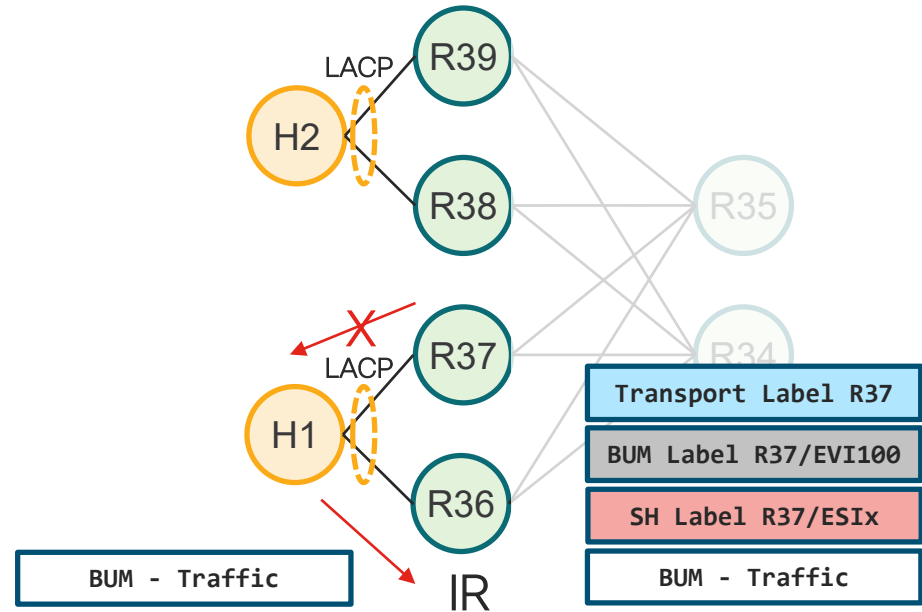 R39
LACP
H2
R38
R35
X
R37
R34
LACP
Transport Label R37
H1
BUM Label R37/EVI100
R36
SH Label R37/ESIx
BUM - Traffic
IR
BUM - Traffic